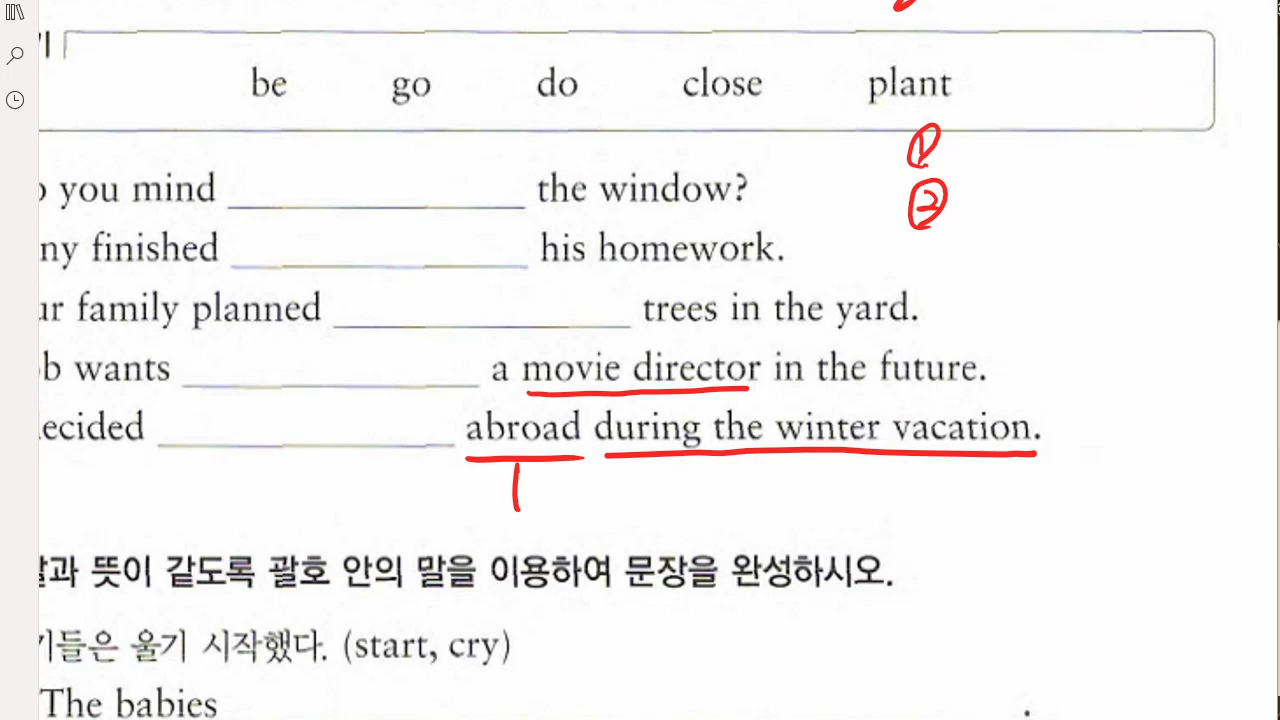 be go do close plant
①
you mind the window?
②
ny finished his homework.
ur family planned trees in the yard.
b wants a movie director in the future.
ecided abroad during the winter vacation.
말과 뜻이 같도록 괄호 안의 말을 이용하여 문장을 완성하시오.
기들은 울기 시작했다. (start, cry)
The babies .